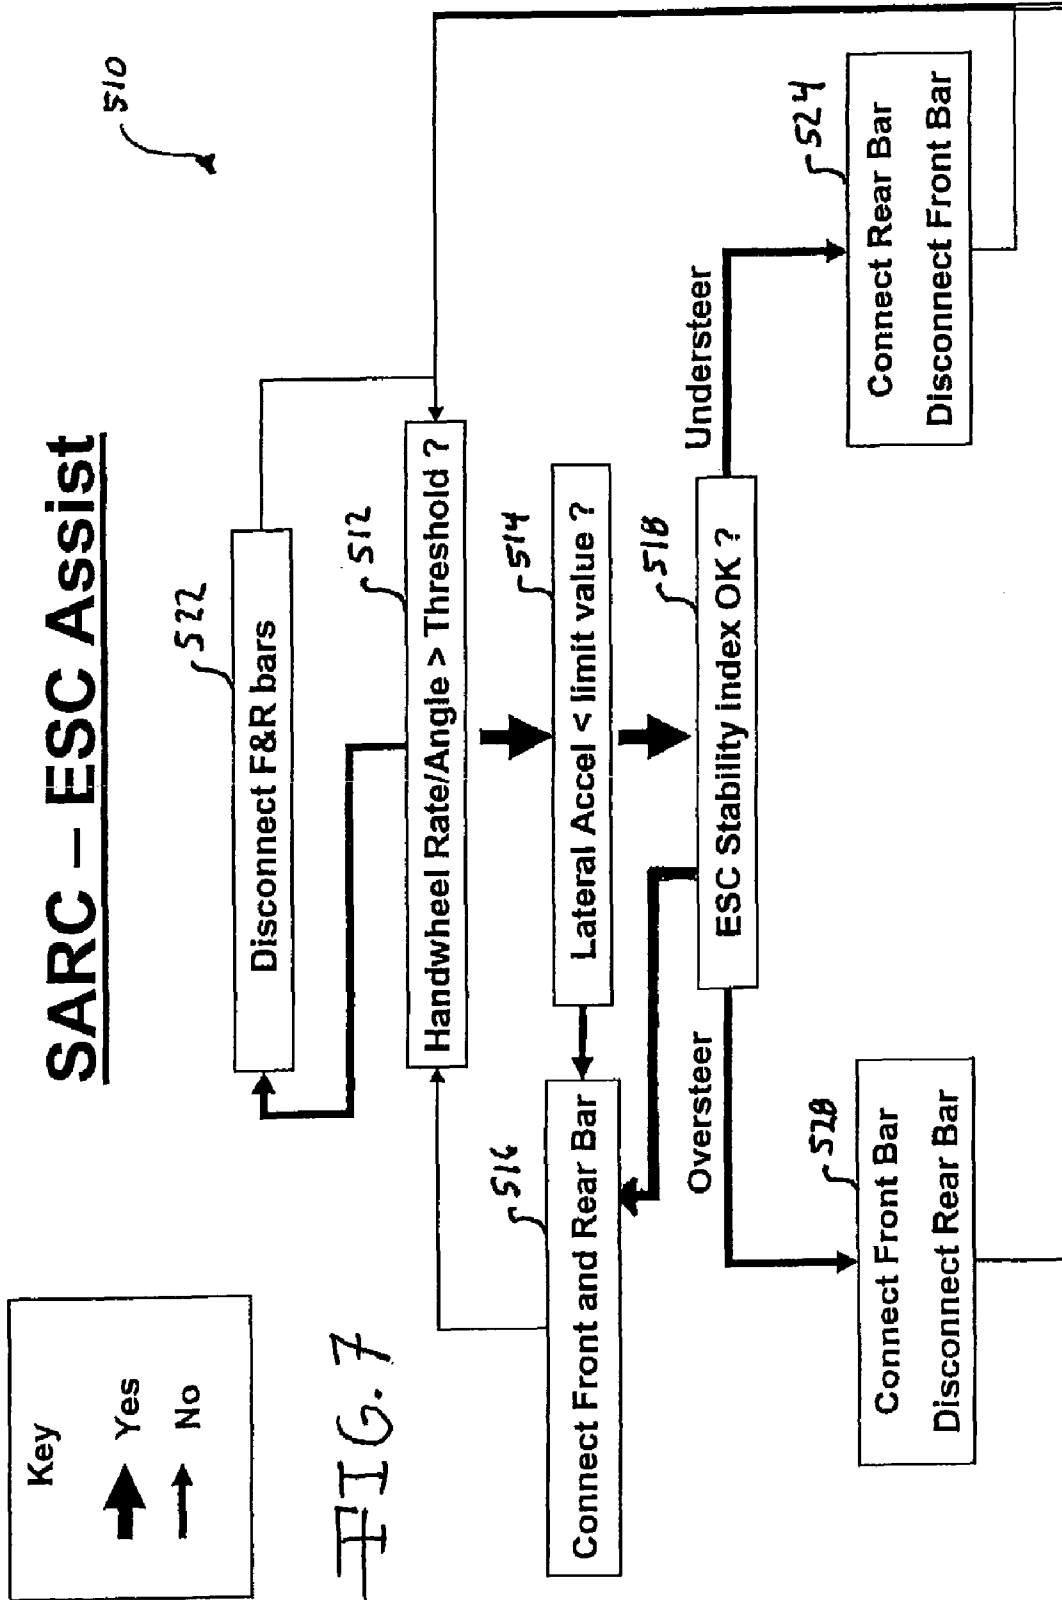 SARC – ESC Assist
510
Key
Yes
No
FIG. 7
522
Disconnect F&R bars
512
Handwheel Rate/Angle > Threshold ?
514
Lateral Accel < limit value ?
516
Connect Front and Rear Bar
518
ESC Stability index OK ?
Oversteer
Understeer
528
Connect Front Bar
Disconnect Rear Bar
524
Connect Rear Bar
Disconnect Front Bar